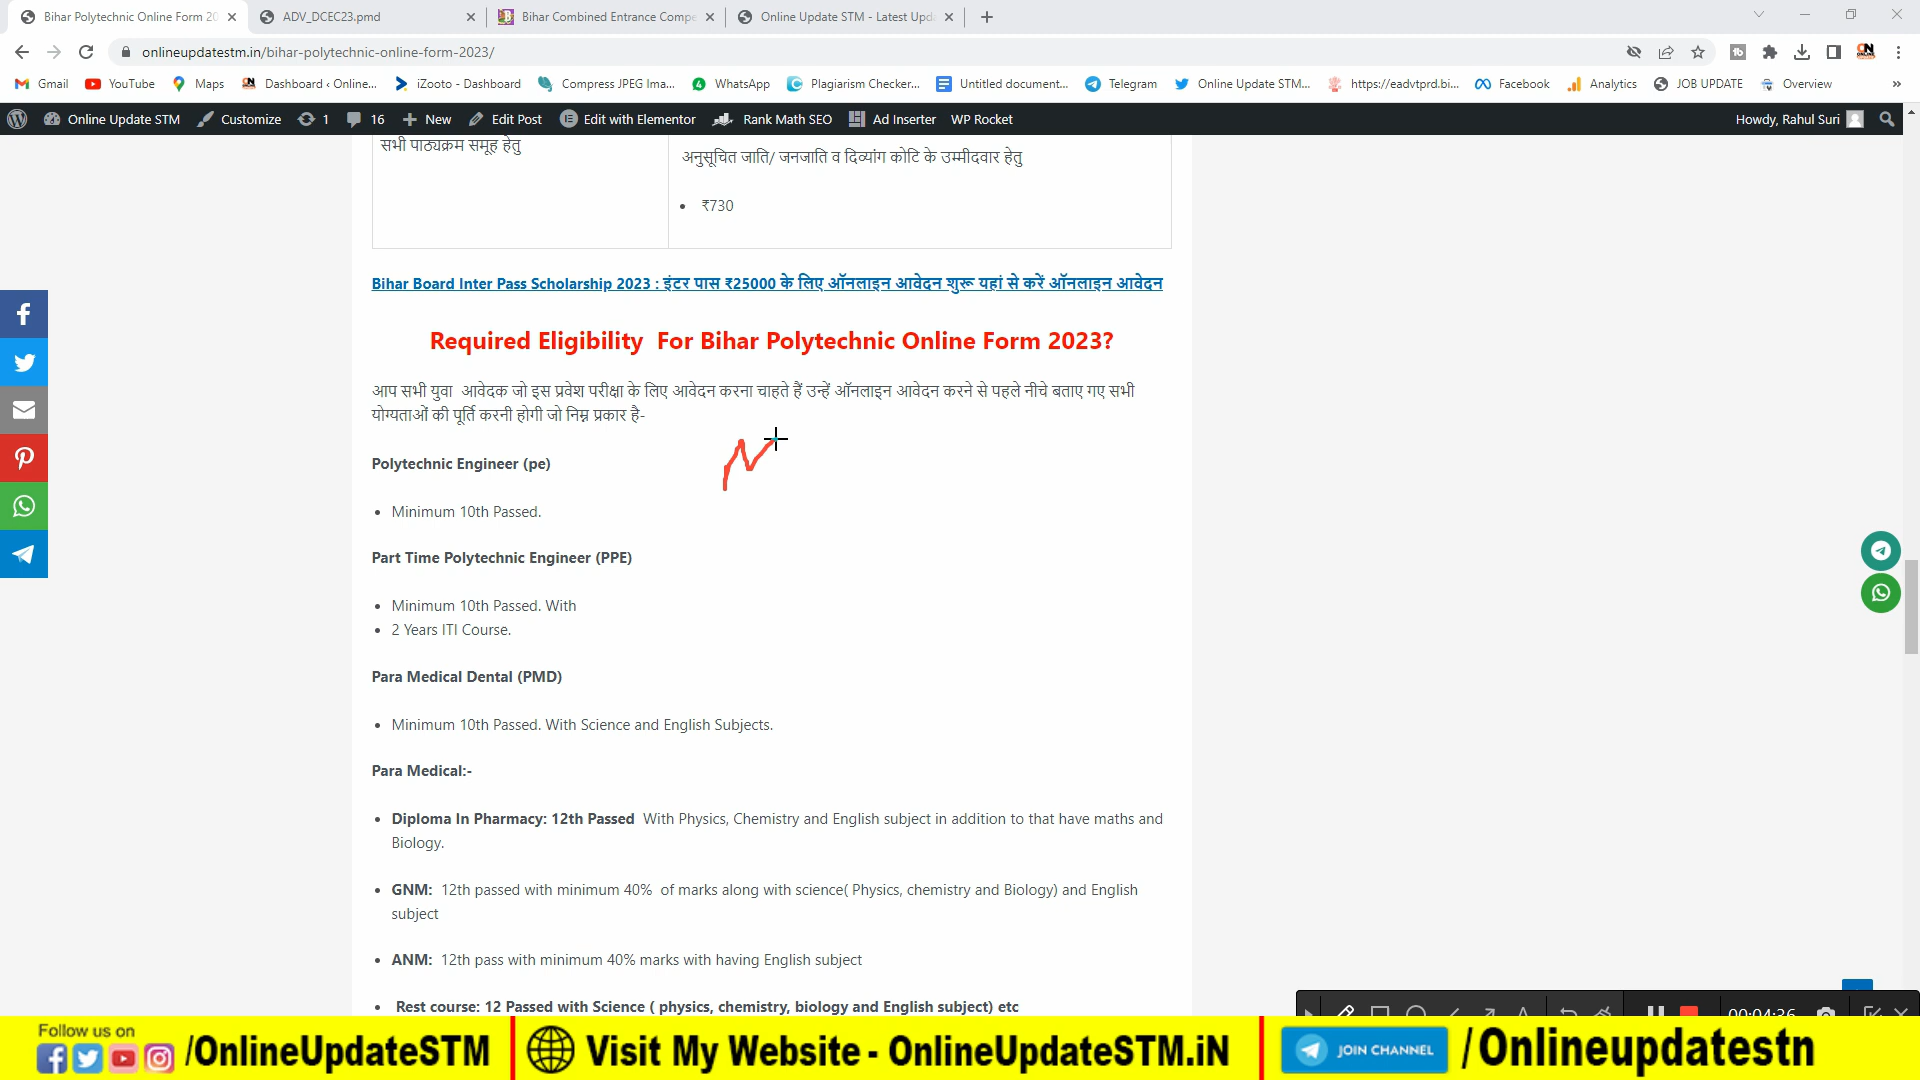 Bihar Polytechnic Online Form 20
ADV_DCEC23.pmd
Bihar Combined Entrance Compe
Online Update STM - Latest Upda
onlineupdatestm.in/bihar-polytechnic-online-form-2023/
Gmail YouTube Maps Dashboard ‹ Online... iZooto - Dashboard Compress JPEG Ima... WhatsApp Plagiarism Checker... Untitled document... Telegram Online Update STM... https://eadvtprd.bi... Facebook Analytics JOB UPDATE Overview »
Online Update STM Customize 1 16 New Edit Post Edit with Elementor Rank Math SEO Ad Inserter WP Rocket Howdy, Rahul Suri
सभी पाठ्यक्रम समूह हेतु
अनुसूचित जाति/ जनजाति व दिव्यांग कोटि के उम्मीदवार हेतु
• ₹730
Bihar Board Inter Pass Scholarship 2023 : इंटर पास ₹25000 के लिए ऑनलाइन आवेदन शुरू यहां से करें ऑनलाइन आवेदन
Required Eligibility For Bihar Polytechnic Online Form 2023?
आप सभी युवा आवेदक जो इस प्रवेश परीक्षा के लिए आवेदन करना चाहते हैं उन्हें ऑनलाइन आवेदन करने से पहले नीचे बताए गए सभी
योग्यताओं की पूर्ति करनी होगी जो निम्न प्रकार है-
Polytechnic Engineer (pe)
• Minimum 10th Passed.
Part Time Polytechnic Engineer (PPE)
• Minimum 10th Passed. With
• 2 Years ITI Course.
Para Medical Dental (PMD)
• Minimum 10th Passed. With Science and English Subjects.
Para Medical:-
• Diploma In Pharmacy: 12th Passed With Physics, Chemistry and English subject in addition to that have maths and
Biology.
• GNM: 12th passed with minimum 40% of marks along with science( Physics, chemistry and Biology) and English
subject
• ANM: 12th pass with minimum 40% marks with having English subject
• Rest course: 12 Passed with Science ( physics, chemistry, biology and English subject) etc
00:04:36
Follow us on
/OnlineUpdateSTM
Visit My Website - OnlineUpdateSTM.iN
JOIN CHANNEL
/Onlineupdatestn